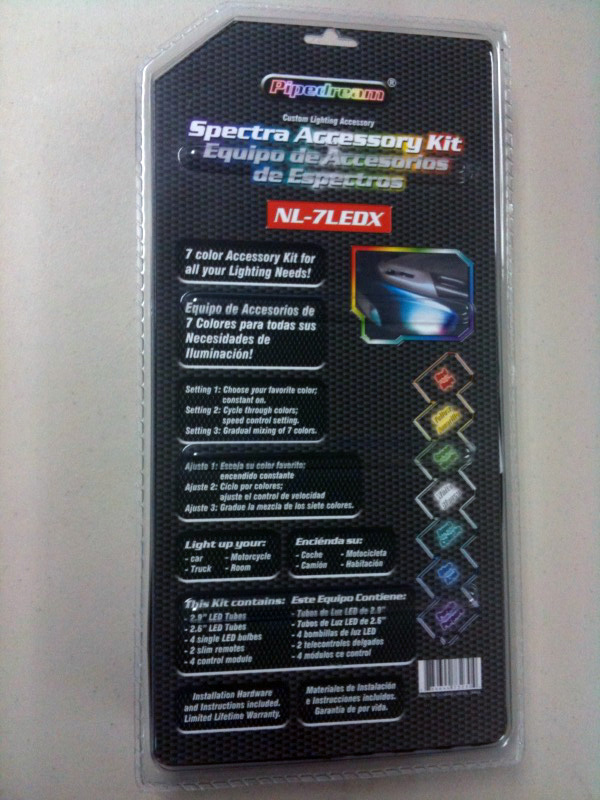 Pipedream®
Custom Lighting Accessory
Spectra Accessory Kit
Equipo de Accesorios
de Espectros
NL-7LEDX
7 color Accessory Kit for
all your Lighting Needs!
Equipo de Accesorios de
7 Colores para todas sus
Necesidades de
Iluminación!
Setting 1: Choose your favorite color;
constant on.
Setting 2: Cycle through colors;
speed control setting.
Setting 3: Gradual mixing of 7 colors.
Ajuste 1: Escoja su color favorito;
encendido constante
Ajuste 2: Ciclo por colores;
ajuste el control de velocidad
Ajuste 3: Gradue la mezcla de los siete colores.
Light up your:
- car - Motorcycle
- Truck - Room
Enciénda su:
- Coche - Motocicleta
- Camión - Habitación
This Kit contains:
- 2.9" LED Tubes
- 2.6" LED Tubes
- 4 single LED bulbes
- 2 slim remotes
- 4 control modulo
Este Equipo Contiene:
- Tubos de Luz LED de 2.9"
- Tubos de Luz LED de 2.6"
- 4 bombillas de luz LED
- 2 telecontroles delgados
- 4 módulos ce control
Installation Hardware
and Instructions included.
Limited Lifetime Warranty.
Materiales de Instalación
e Instrucciones incluidos.
Garantía de por vida.